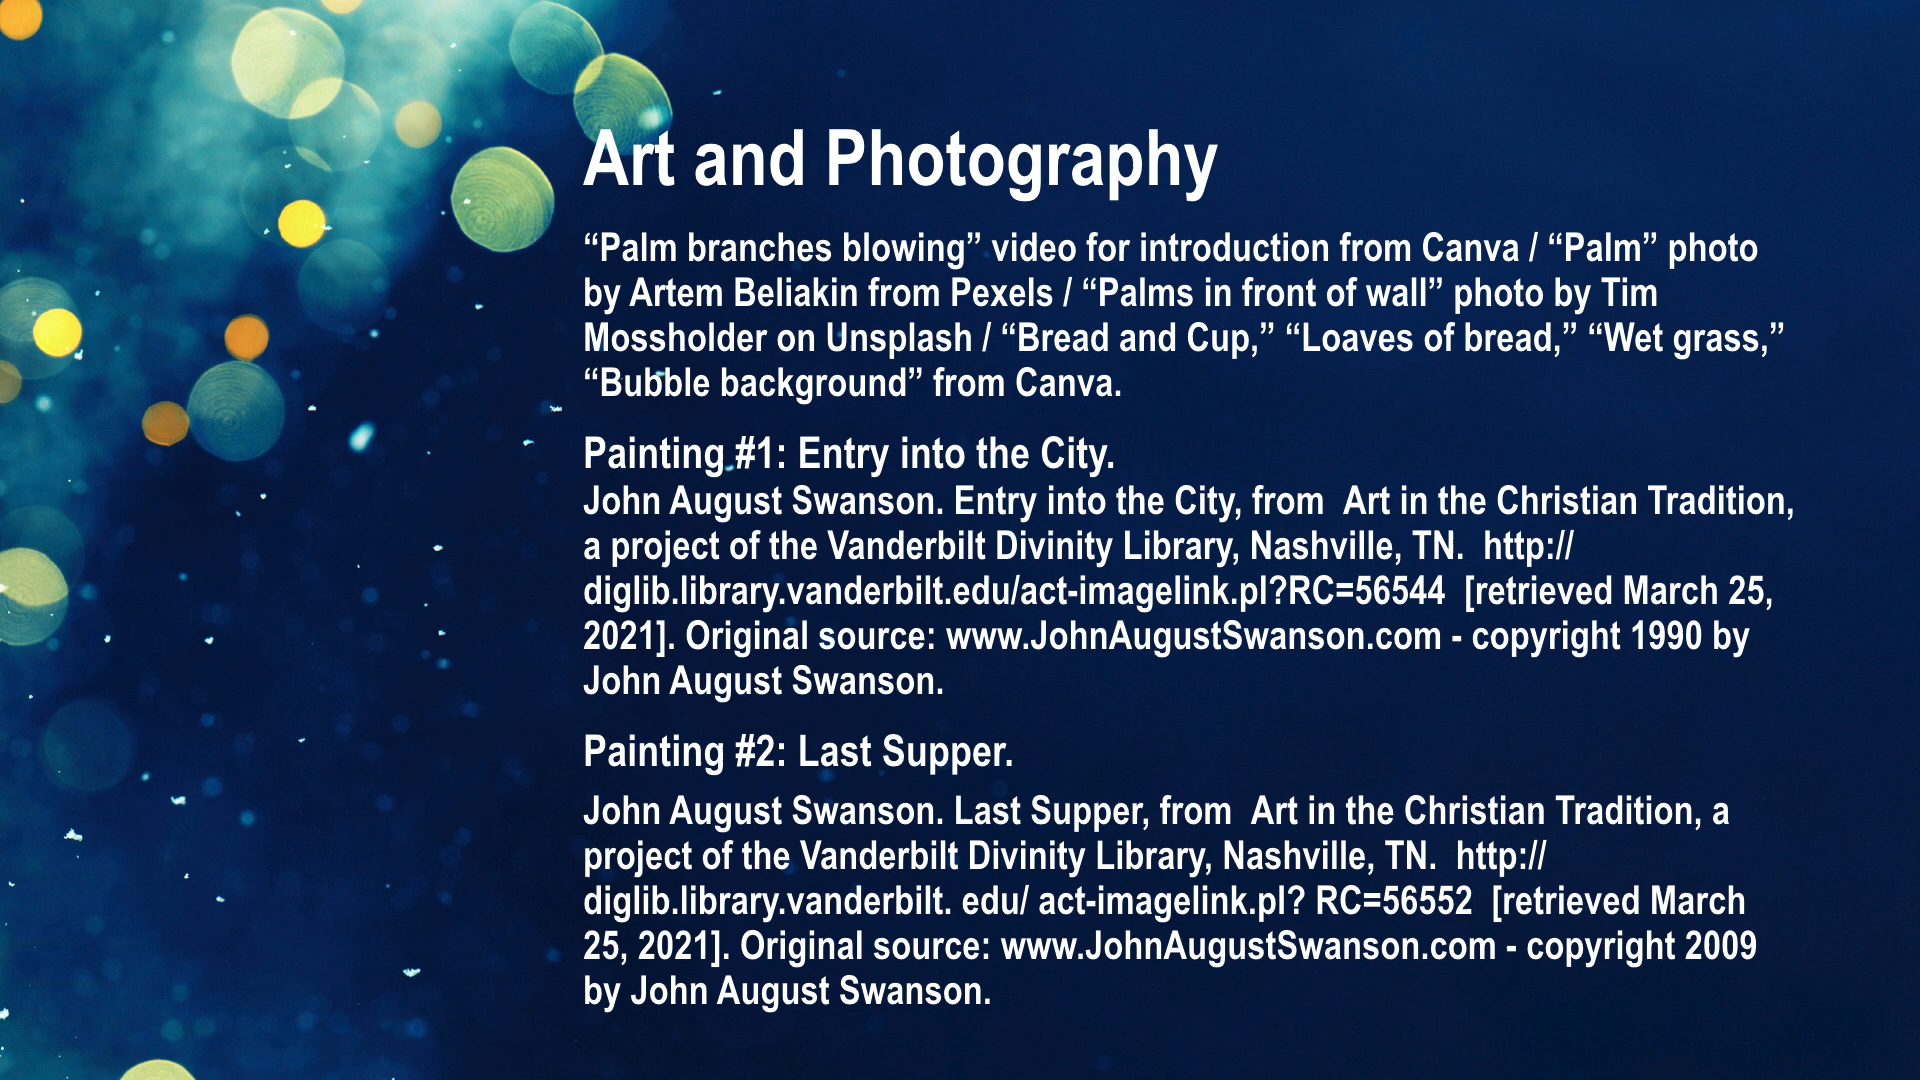 Art and Photography
“Palm branches blowing” video for introduction from Canva / “Palm” photo
by Artem Beliakin from Pexels / “Palms in front of wall” photo by Tim
Mossholder on Unsplash / “Bread and Cup,” “Loaves of bread,” “Wet grass,”
“Bubble background” from Canva.
Painting #1: Entry into the City.
John August Swanson. Entry into the City, from  Art in the Christian Tradition,
a project of the Vanderbilt Divinity Library, Nashville, TN.  http://
diglib.library.vanderbilt.edu/act-imagelink.pl?RC=56544  [retrieved March 25,
2021]. Original source: www.JohnAugustSwanson.com - copyright 1990 by
John August Swanson.
Painting #2: Last Supper.
John August Swanson. Last Supper, from  Art in the Christian Tradition, a
project of the Vanderbilt Divinity Library, Nashville, TN.  http://
diglib.library.vanderbilt. edu/ act-imagelink.pl? RC=56552  [retrieved March
25, 2021]. Original source: www.JohnAugustSwanson.com - copyright 2009
by John August Swanson.